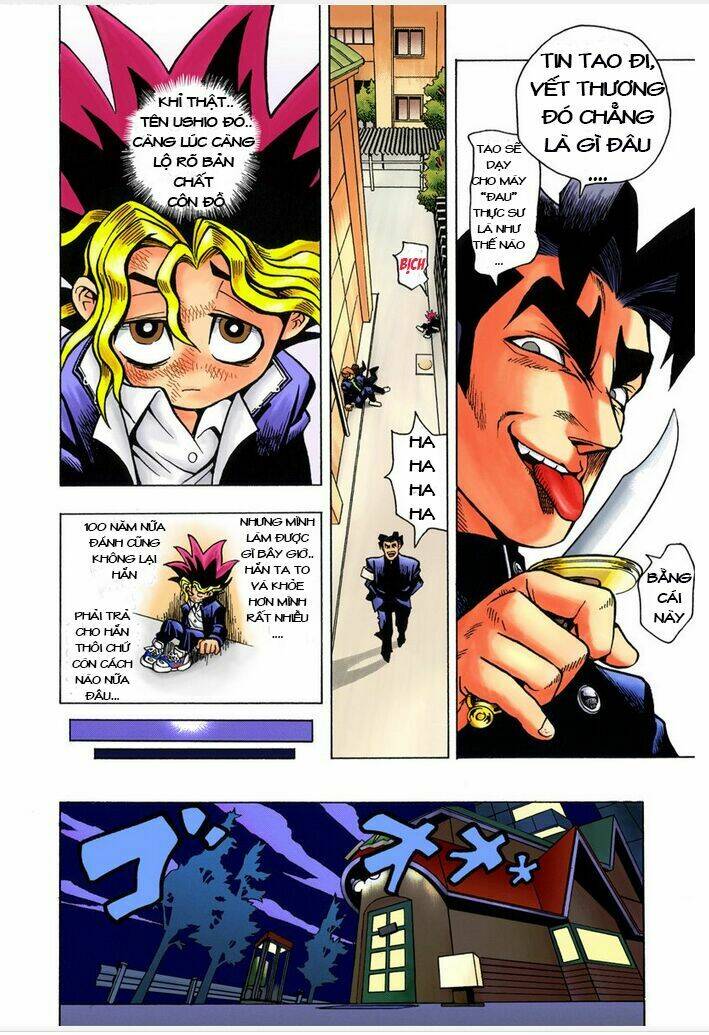 TIN TAO ĐI,
VẾT THƯƠNG
ĐÓ CHẲNG
LÀ GÌ ĐÂU
....
TAO SẼ
DẠY
CHO MÀY
"ĐAU"
THỰC SỰ
LÀ NHƯ
THẾ NÀO
...
BẰNG
CÁI
NÀY
BỊCH
HA
HA
HA
HA
KHỈ THẬT..
TÊN USHIO ĐÓ..
CÀNG LÚC CÀNG
LỘ RÕ BẢN
CHẤT
CÔN ĐỒ
NHƯNG MÌNH
LÀM ĐƯỢC
GÌ BÂY GIỜ..
HẮN TA TO
VÀ KHỎE
HƠN MÌNH
RẤT NHIỀU
....
100 NĂM NỮA
ĐÁNH CŨNG
KHÔNG LẠI
HẮN
PHẢI TRẢ
CHO HẮN
THÔI CHỨ
CÒN CÁCH
NÀO NỮA
ĐÂU...
ゴオオオ